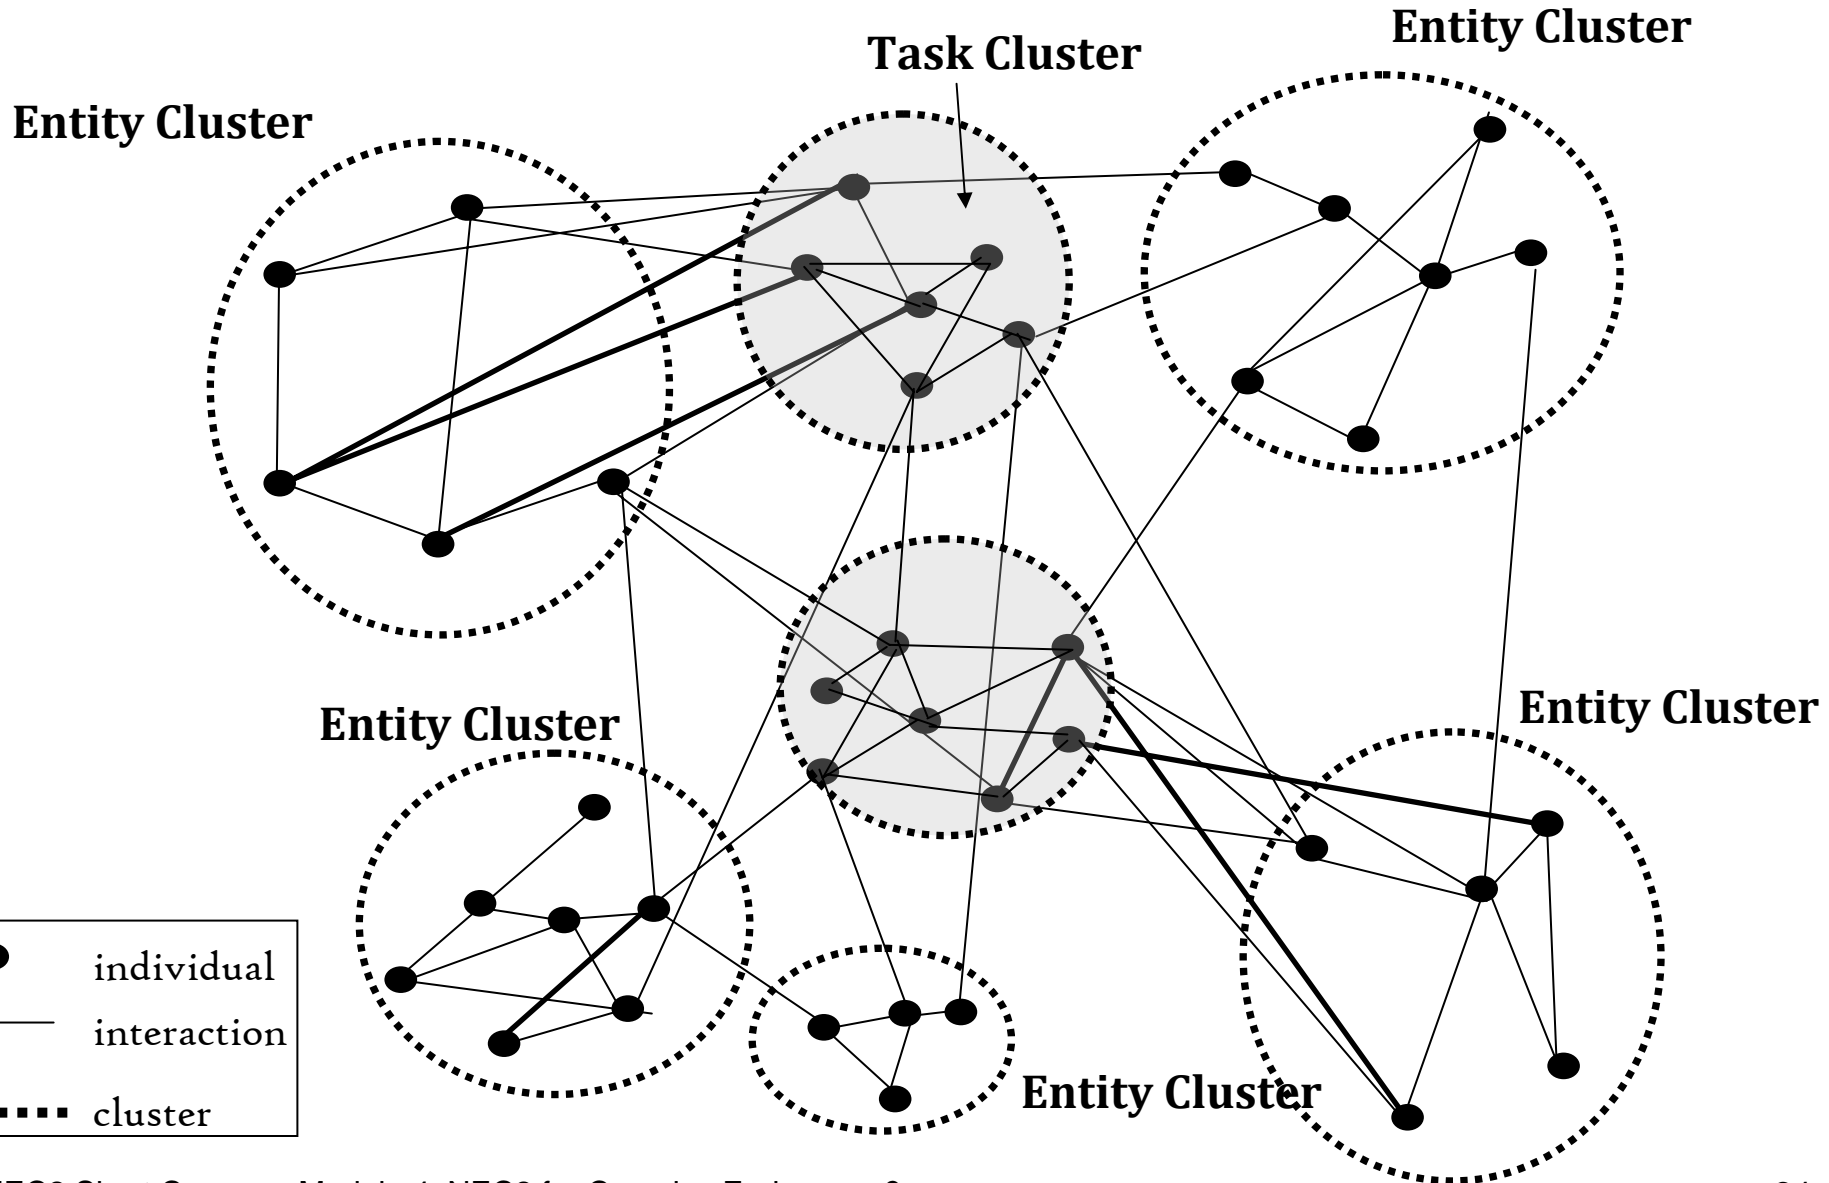 Entity Cluster
Task Cluster
Entity Cluster
Entity Cluster
Entity Cluster
individual
interaction
cluster
Entity Cluster